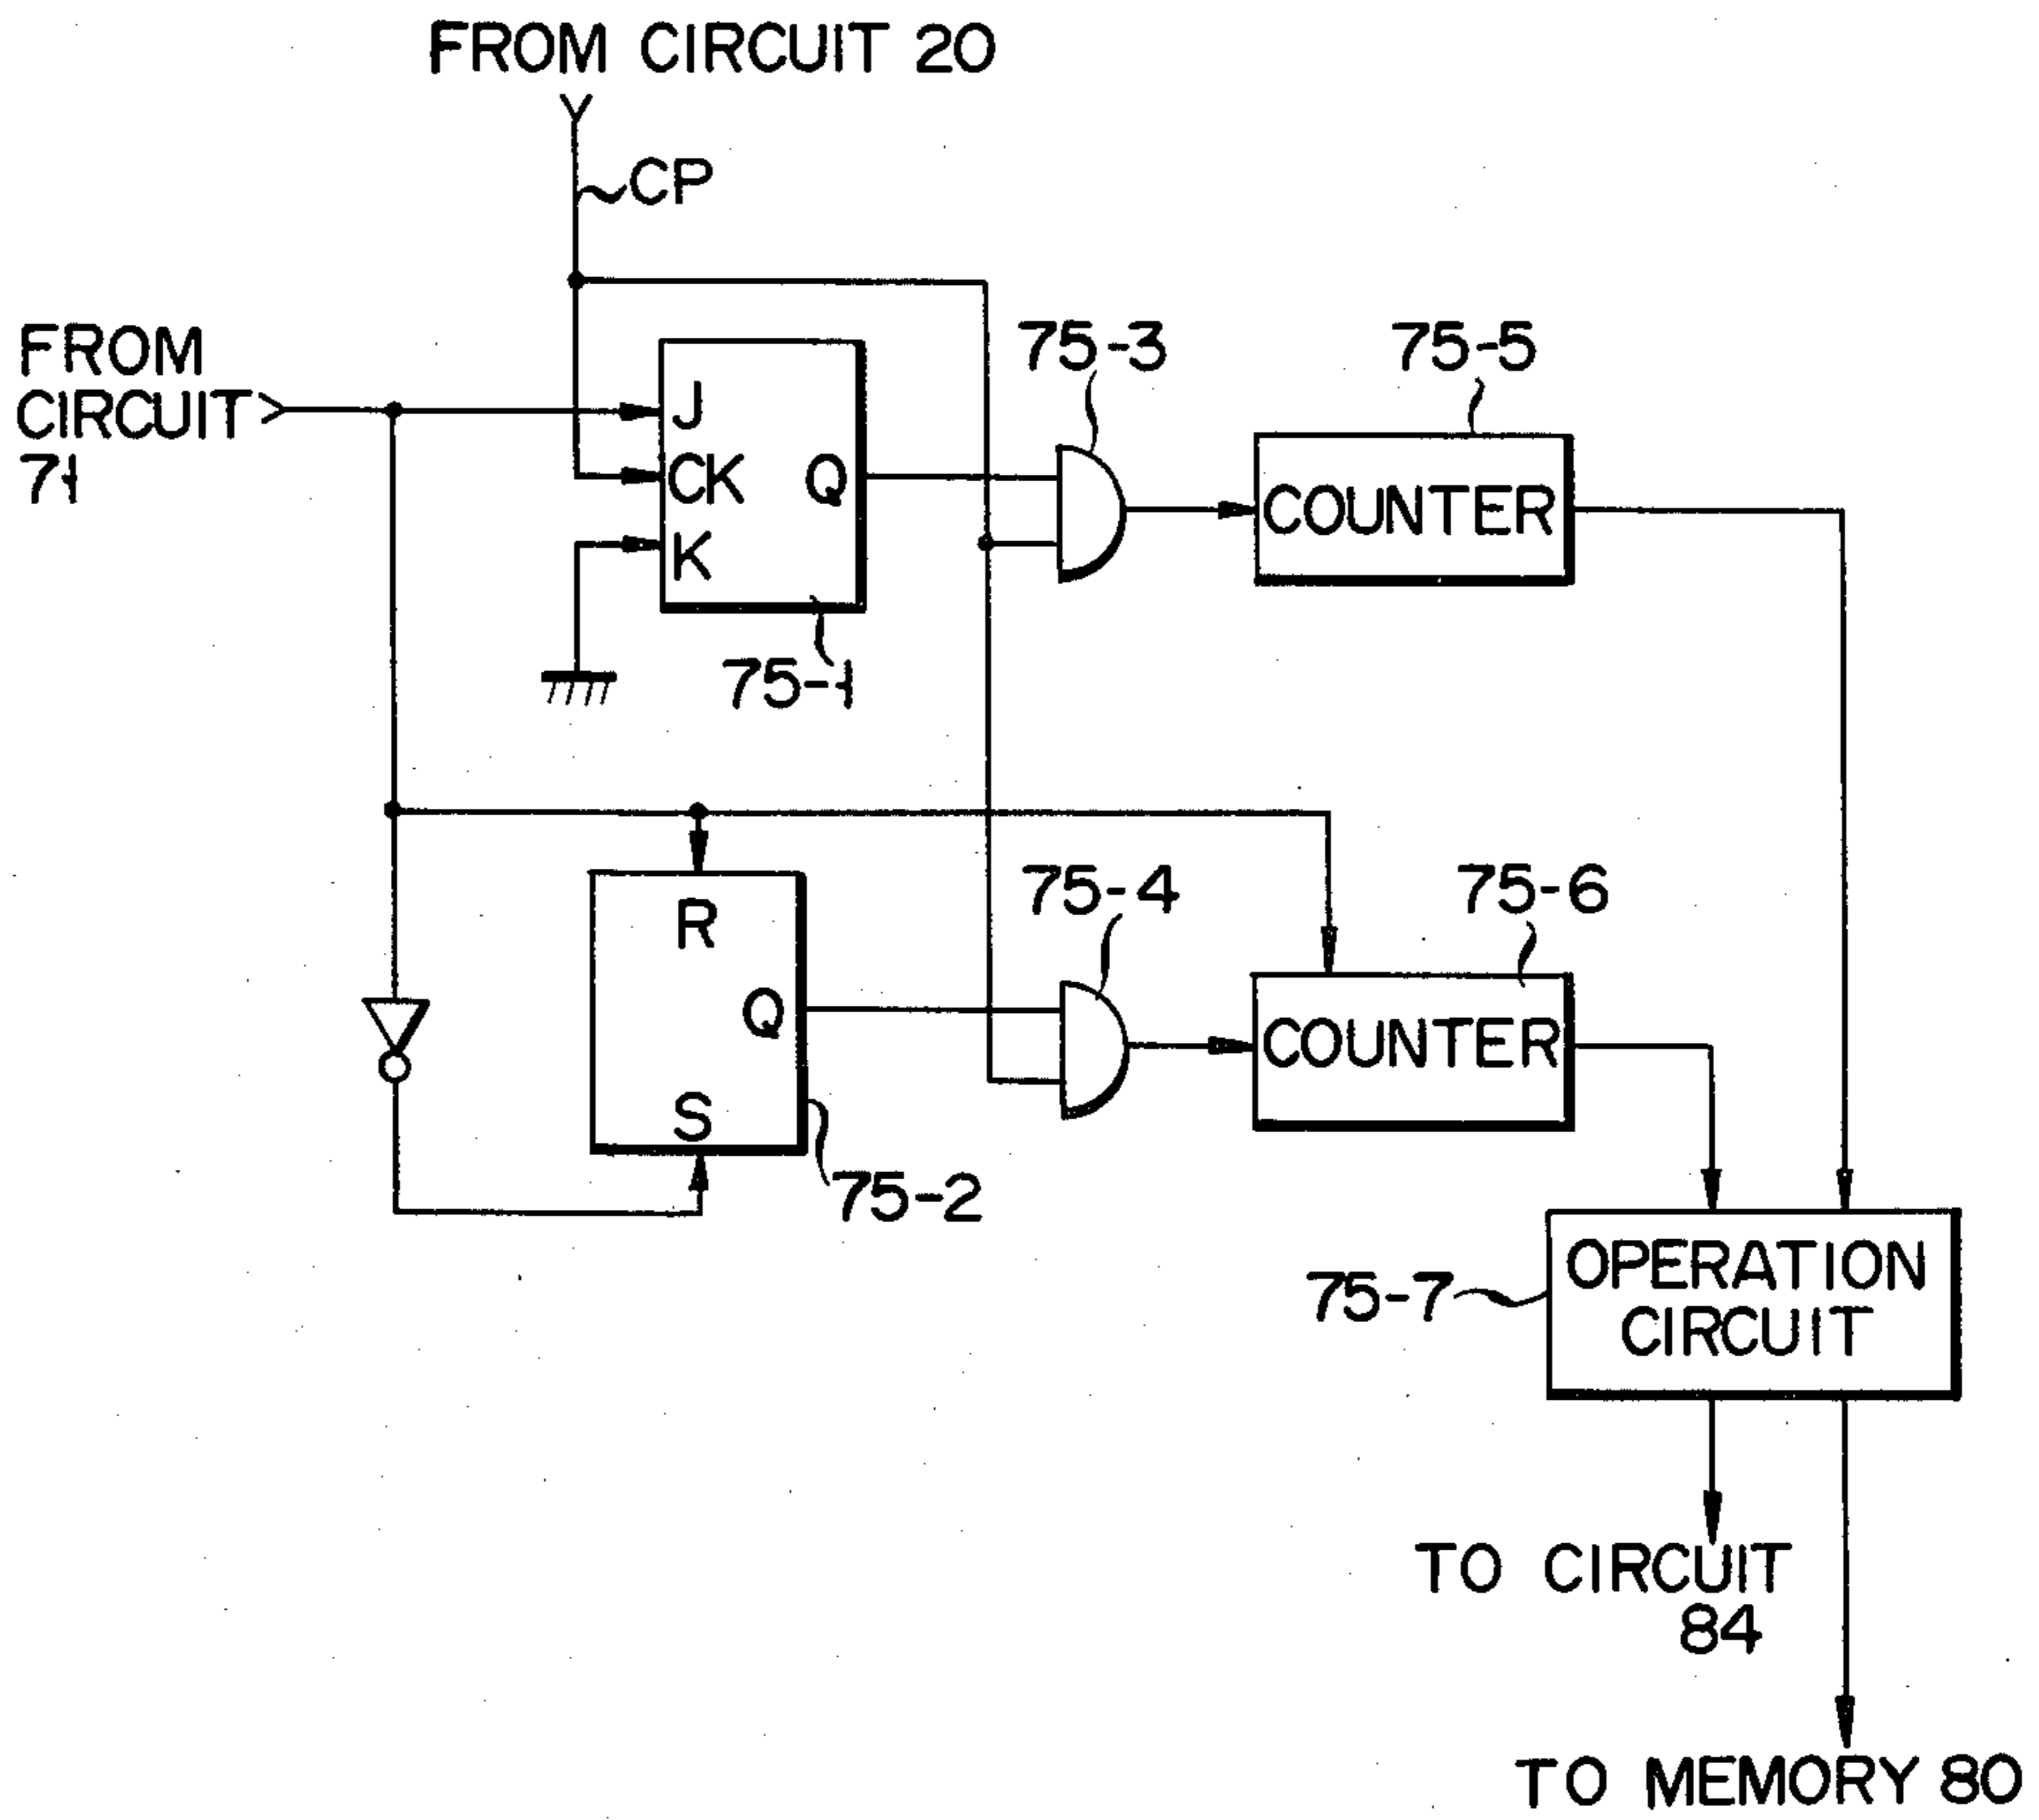 FROM CIRCUIT 20
CP
FROM
CIRCUIT
71
75-3
75-5
J
CK
Q
K
COUNTER
75-1
75-4
75-6
R
Q
S
COUNTER
75-2
75-7
OPERATION
CIRCUIT
TO CIRCUIT
84
TO MEMORY 80